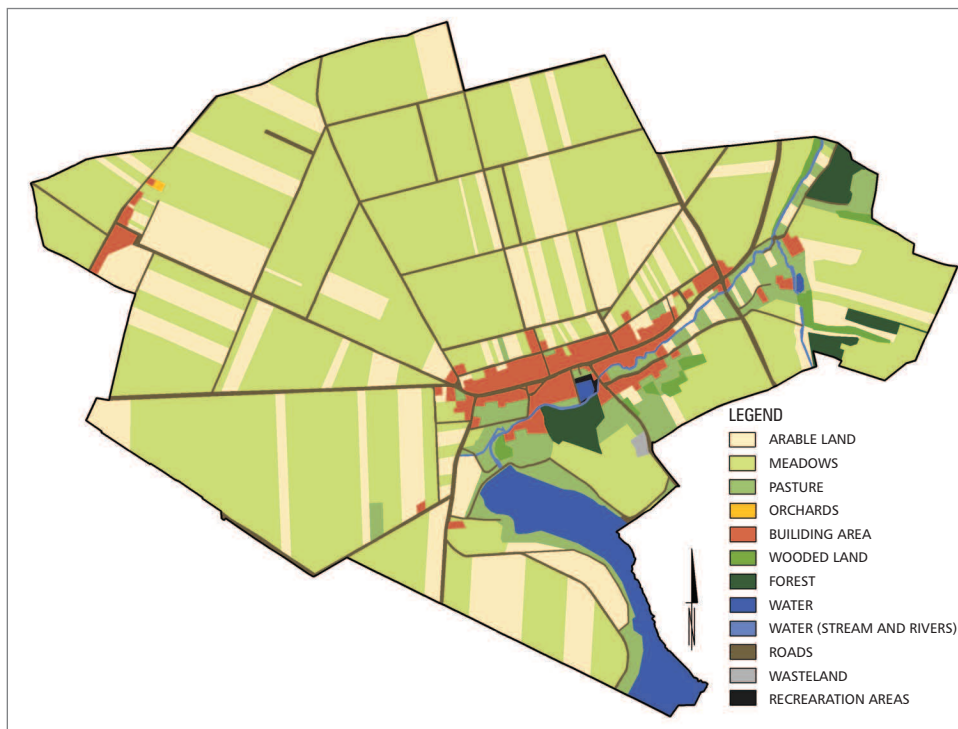 LEGEND
ARABLE LAND
MEADOWS
PASTURE
ORCHARDS
BUILIDING AREA
WOODED LAND
FOREST
WATER
WATER (STREAM AND RIVERS)
ROADS
WASTELAND
RECREARATION AREAS
N